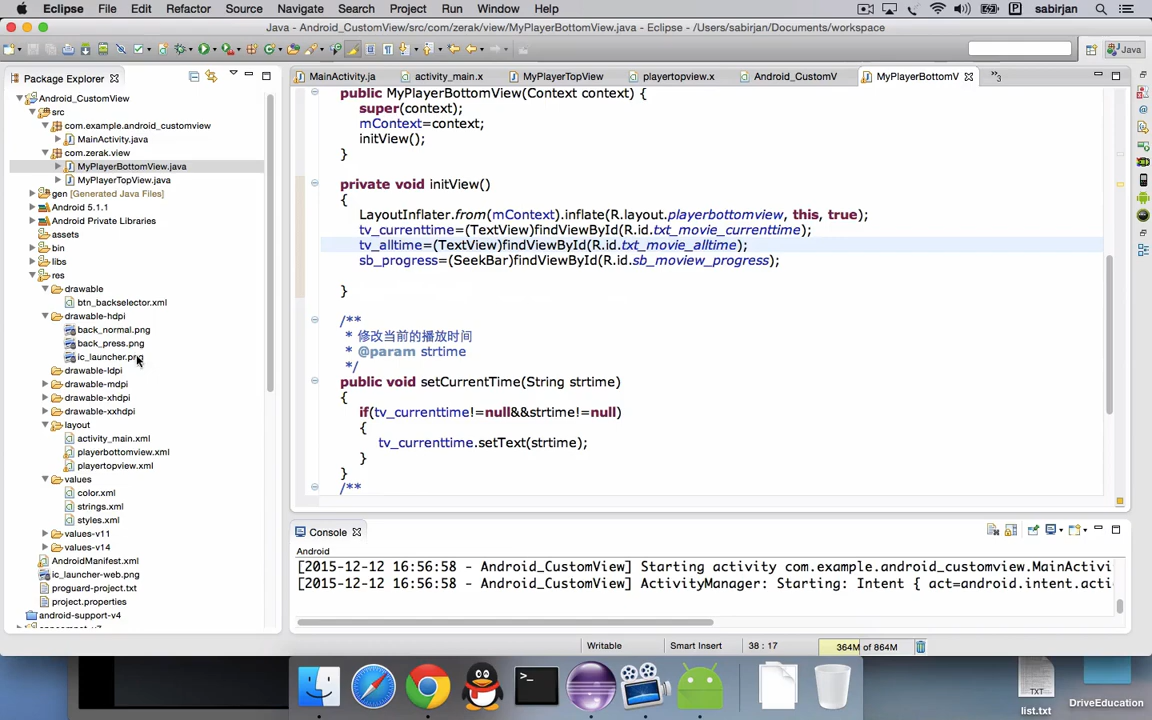 Eclipse File Edit Refactor Source Navigate Search Project Run Window Help sabirjan
Java - Android_CustomView/src/com/zerak/view/MyPlayerBottomView.java - Eclipse - /Users/sabirjan/Documents/workspace
Java
Package Explorer
Android_CustomView
src
com.example.android_customview
MainActivity.java
com.zerak.view
MyPlayerBottomView.java
MyPlayerTopView.java
gen [Generated Java Files]
Android 5.1.1
Android Private Libraries
assets
bin
libs
res
drawable
btn_backselector.xml
drawable-hdpi
back_normal.png
back_press.png
ic_launcher.png
drawable-ldpi
drawable-mdpi
drawable-xhdpi
drawable-xxhdpi
layout
activity_main.xml
playerbottomview.xml
playertopview.xml
values
color.xml
strings.xml
styles.xml
values-v11
values-v14
AndroidManifest.xml
ic_launcher-web.png
proguard-project.txt
project.properties
android-support-v4
MainActivity.ja activity_main.x MyPlayerTopView playertopview.x Android_CustomV MyPlayerBottomV »3
public MyPlayerBottomView(Context context) {
super(context);
mContext=context;
initView();
}
private void initView()
{
LayoutInflater.from(mContext).inflate(R.layout.playerbottomview, this, true);
tv_currenttime=(TextView)findViewById(R.id.txt_movie_currenttime);
tv_alltime=(TextView)findViewById(R.id.txt_movie_alltime);
sb_progress=(SeekBar)findViewById(R.id.sb_moview_progress);
}
/**
* 修改当前的播放时间
* @param strtime
*/
public void setCurrentTime(String strtime)
{
if(tv_currenttime!=null&&strtime!=null)
{
tv_currenttime.setText(strtime);
}
}
/**
Console
Android
[2015-12-12 16:56:58 - Android_CustomView] Starting activity com.example.android_customview.MainActivi
[2015-12-12 16:56:58 - Android_CustomView] ActivityManager: Starting: Intent { act=android.intent.acti
Writable Smart Insert 38 : 17 364M of 864M
TXT
list.txt
DriveEducation